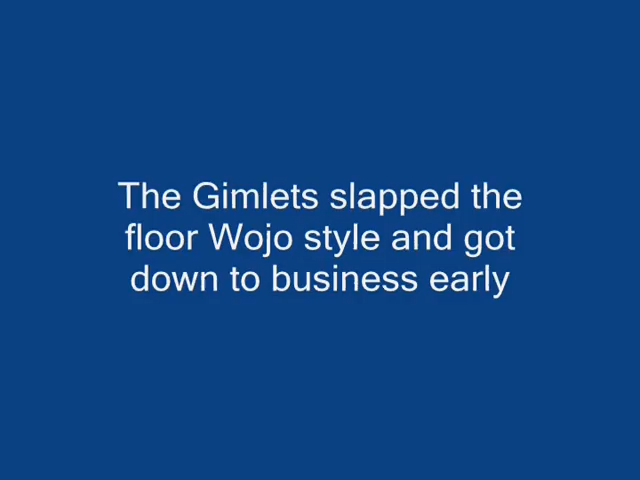 The Gimlets slapped the
floor Wojo style and got
down to business early